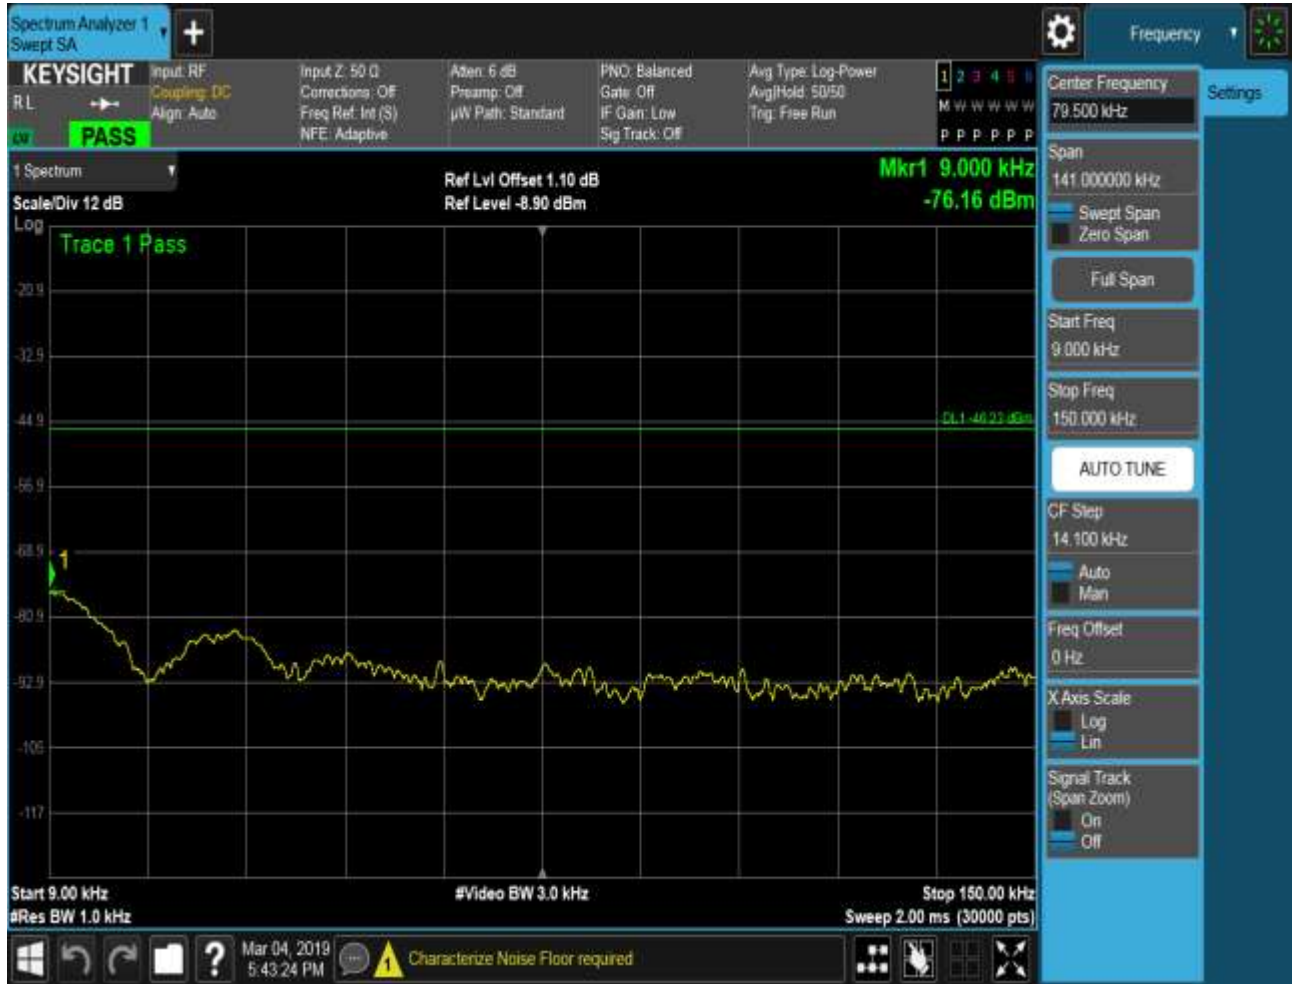 Spectrum Analyzer 1
Swept SA
+
Frequency
KEYSIGHT
RL
PASS
Input: RF
Coupling: DC
Align: Auto
Input Z: 50 Ω
Corrections: Off
Freq Ref: Int (S)
NFE: Adaptive
Atten: 6 dB
Preamp: Off
µW Path: Standard
PNO: Balanced
Gate: Off
IF Gain: Low
Sig Track: Off
Avg Type: Log-Power
Avg|Hold: 50/50
Trig: Free Run
1 2 3 4 5 6
M W W W W W
P P P P P P
1 Spectrum
Scale/Div 12 dB
Log
Ref Lvl Offset 1.10 dB
Ref Level -8.90 dBm
Mkr1 9.000 kHz
-76.16 dBm
Trace 1 Pass
-20.9
-32.9
-44.9
DL1 -46.23 dBm
-56.9
-68.9
1
-80.9
-92.9
-105
-117
Start 9.00 kHz
#Res BW 1.0 kHz
#Video BW 3.0 kHz
Stop 150.00 kHz
Sweep 2.00 ms (30000 pts)
Center Frequency
79.500 kHz
Settings
Span
141.000000 kHz
Swept Span
Zero Span
Full Span
Start Freq
9.000 kHz
Stop Freq
150.000 kHz
AUTO TUNE
CF Step
14.100 kHz
Auto
Man
Freq Offset
0 Hz
X Axis Scale
Log
Lin
Signal Track
(Span Zoom)
On
Off
?
Mar 04, 2019
5:43:24 PM
1
Characterize Noise Floor required